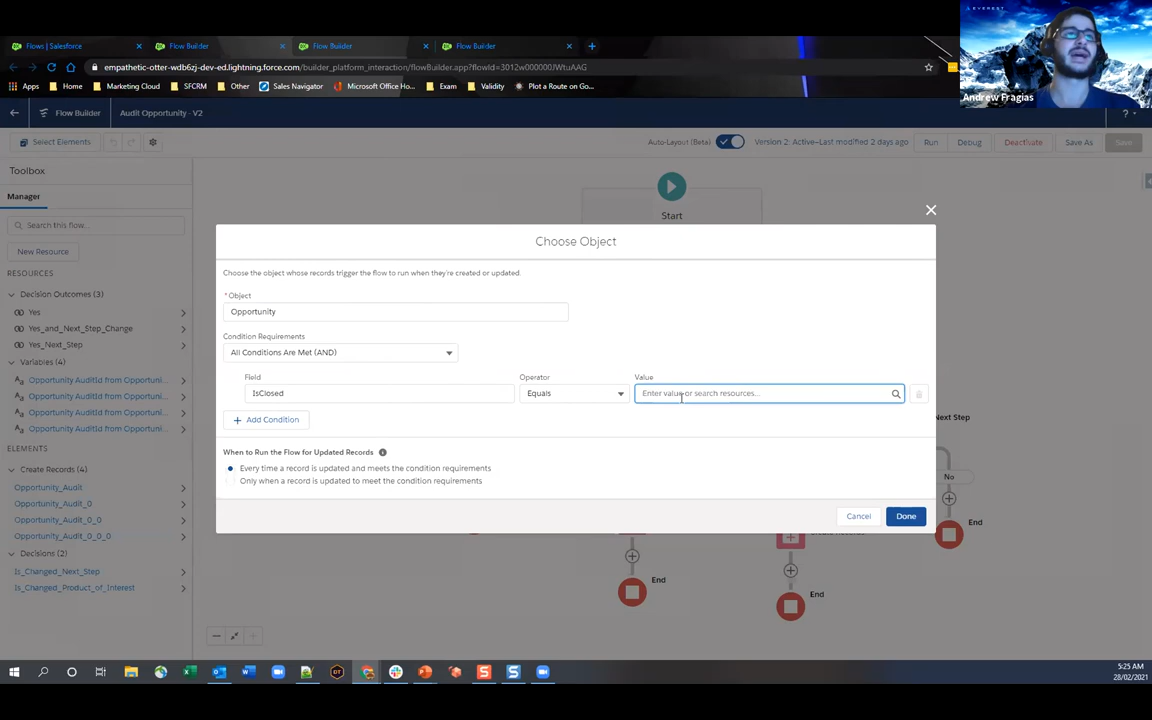 LEVEREST
Flows | Salesforce
Flow Builder
Flow Builder
Flow Builder
empathetic-otter-wdb6zj-dev-ed.lightning.force.com/builder_platform_interaction/flowBuilder.app?flowId=3012w000000JWtuAAG
Apps
Home
Marketing Cloud
SFCRM
Other
Sales Navigator
Microsoft Office Ho...
Exam
Validity
Plot a Route on Go...
Andrew Fragias
Flow Builder
Audit Opportunity - V2
?
Select Elements
Auto-Layout (Beta)
Version 2: Active—Last modified 2 days ago
Run
Debug
Deactivate
Save As
Save
Toolbox
Manager
Search this flow...
New Resource
RESOURCES
Decision Outcomes (3)
Yes
Yes_and_Next_Step_Change
Yes_Next_Step
Variables (4)
Opportunity AuditId from Opportuni...
Opportunity AuditId from Opportuni...
Opportunity AuditId from Opportuni...
Opportunity AuditId from Opportuni...
ELEMENTS
Create Records (4)
Opportunity_Audit
Opportunity_Audit_0
Opportunity_Audit_0_0
Opportunity_Audit_0_0_0
Decisions (2)
Is_Changed_Next_Step
Is_Changed_Product_of_Interest
Start
Choose Object
Choose the object whose records trigger the flow to run when they're created or updated.
* Object
Opportunity
Condition Requirements
All Conditions Are Met (AND)
Field
Operator
Value
IsClosed
Equals
Enter value or search resources...
Add Condition
When to Run the Flow for Updated Records
Every time a record is updated and meets the condition requirements
Only when a record is updated to meet the condition requirements
Cancel
Done
Next Step
No
End
End
End
5:25 AM
28/02/2021